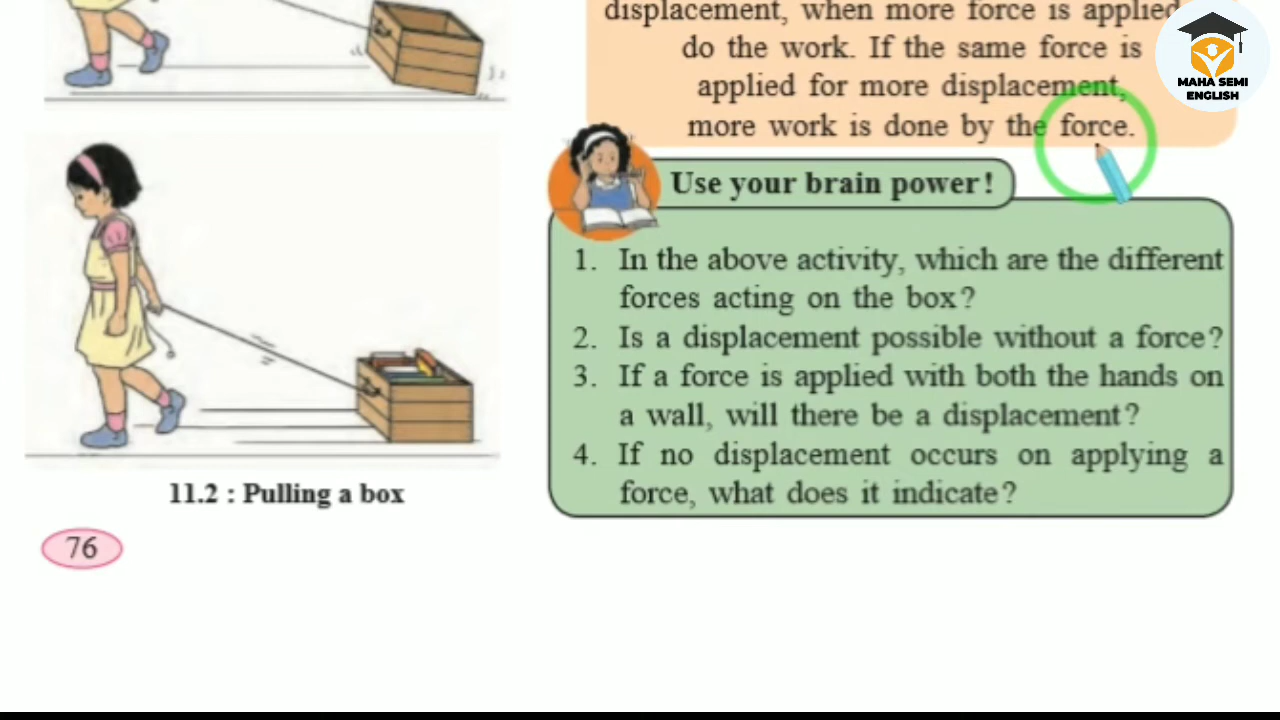 displacement, when more force is applied
do the work. If the same force is
applied for more displacement,
more work is done by the force.
MAHA SEMI
ENGLISH
Use your brain power!
1. In the above activity, which are the different
forces acting on the box?
2. Is a displacement possible without a force?
3. If a force is applied with both the hands on
a wall, will there be a displacement?
4. If no displacement occurs on applying a
force, what does it indicate?
11.2 : Pulling a box
76